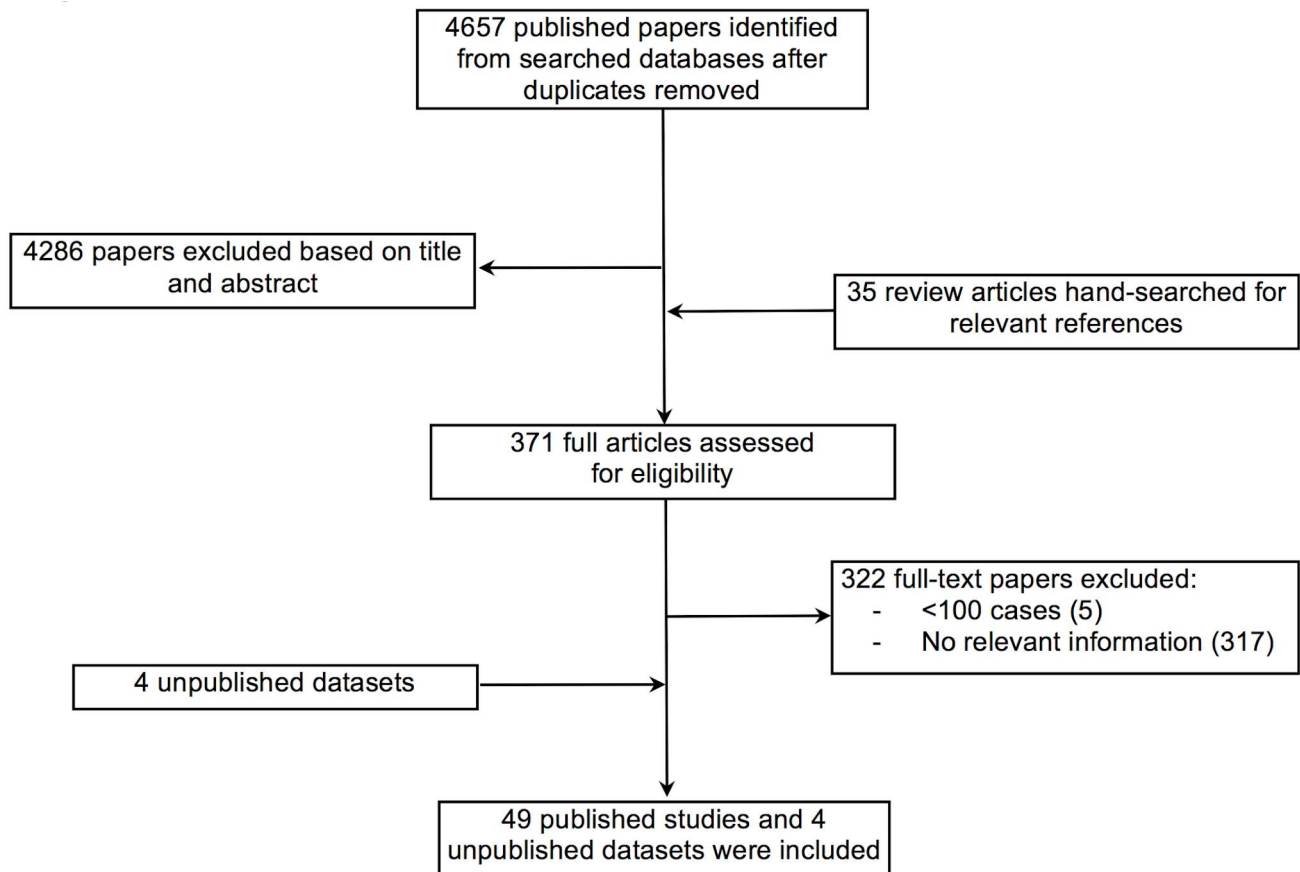 4657 published papers identified
from searched databases after
duplicates removed
4286 papers excluded based on title
and abstract
35 review articles hand-searched for
relevant references
371 full articles assessed
for eligibility
322 full-text papers excluded:
- <100 cases (5)
- No relevant information (317)
4 unpublished datasets
49 published studies and 4
unpublished datasets were included